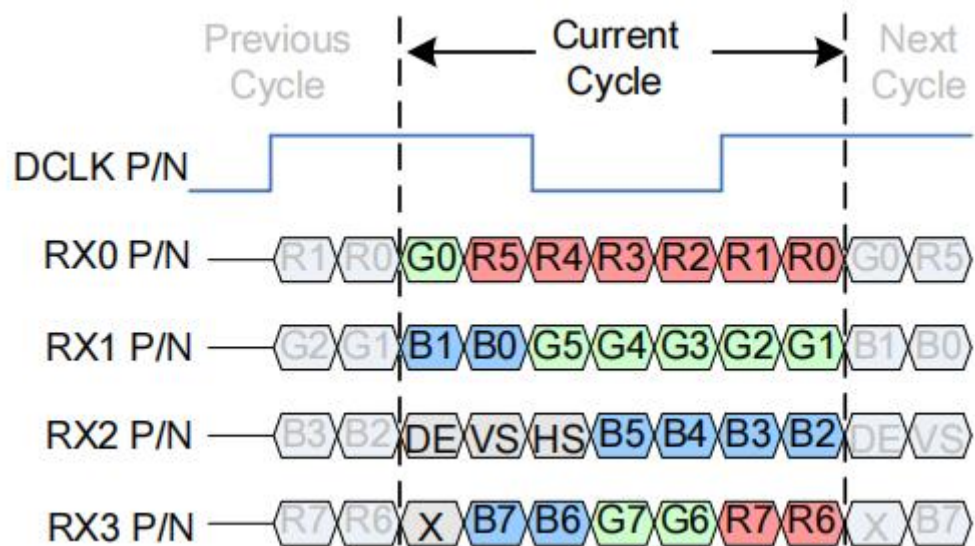 Previous Cycle
Current Cycle
Next Cycle
DCLK P/N
RX0 P/N R1 R0 G0 R5 R4 R3 R2 R1 R0 G0 R5
RX1 P/N G2 G1 B1 B0 G5 G4 G3 G2 G1 B1 B0
RX2 P/N B3 B2 DE VS HS B5 B4 B3 B2 DE VS
RX3 P/N R7 R6 X B7 B6 G7 G6 R7 R6 X B7